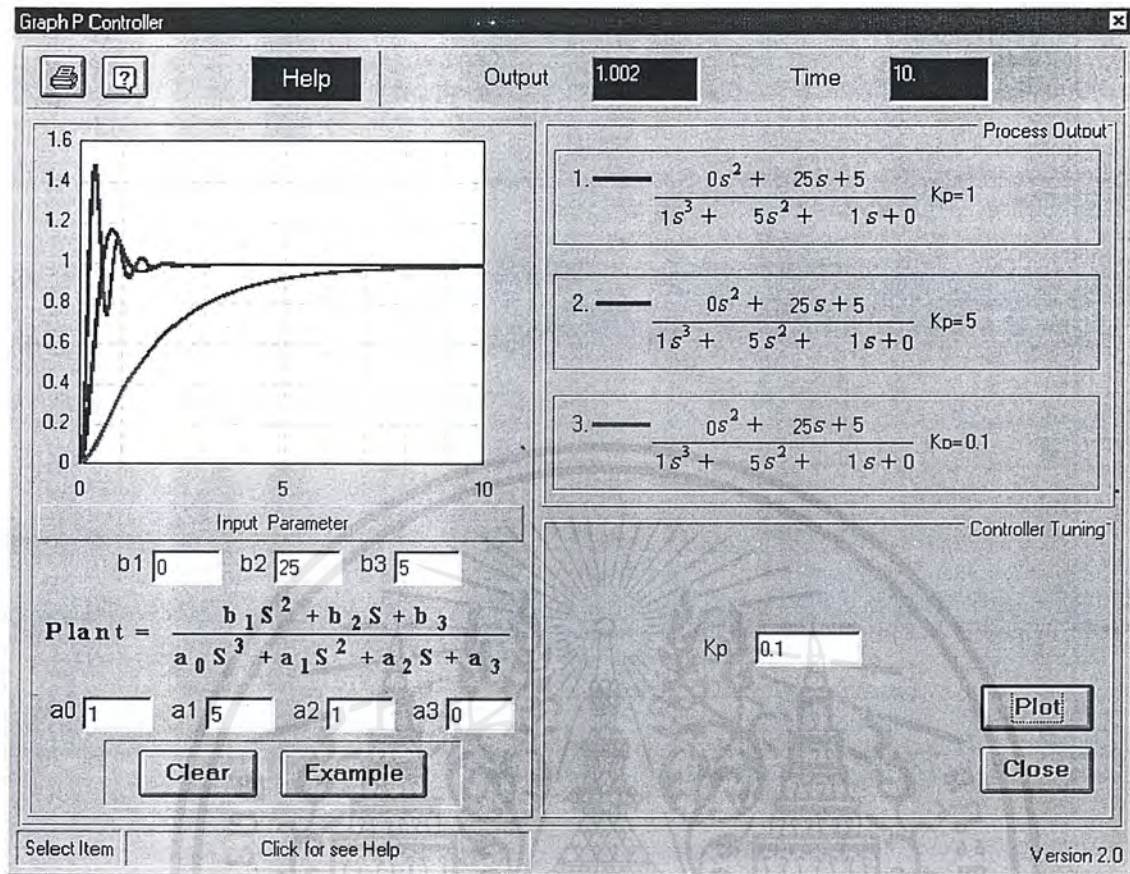 Graph P Controller
Help
Output 1.002
Time 10.
1.6
1.4
1.2
1
0.8
0.6
0.4
0.2
0
0 5 10
Input Parameter
b1 0 b2 25 b3 5
Plant = b₁S² + b₂S + b₃
a₀S³ + a₁S² + a₂S + a₃
a0 1 a1 5 a2 1 a3 0
Clear Example
Process Output
1. 0s² + 25s+5
1s³ + 5s² + 1s+0 Kp=1
2. 0s² + 25s+5
1s³ + 5s² + 1s+0 Kp=5
3. 0s² + 25s+5
1s³ + 5s² + 1s+0 Kp=0.1
Controller Tuning
Kp 0.1
Plot
Close
Select Item Click for see Help Version 2.0